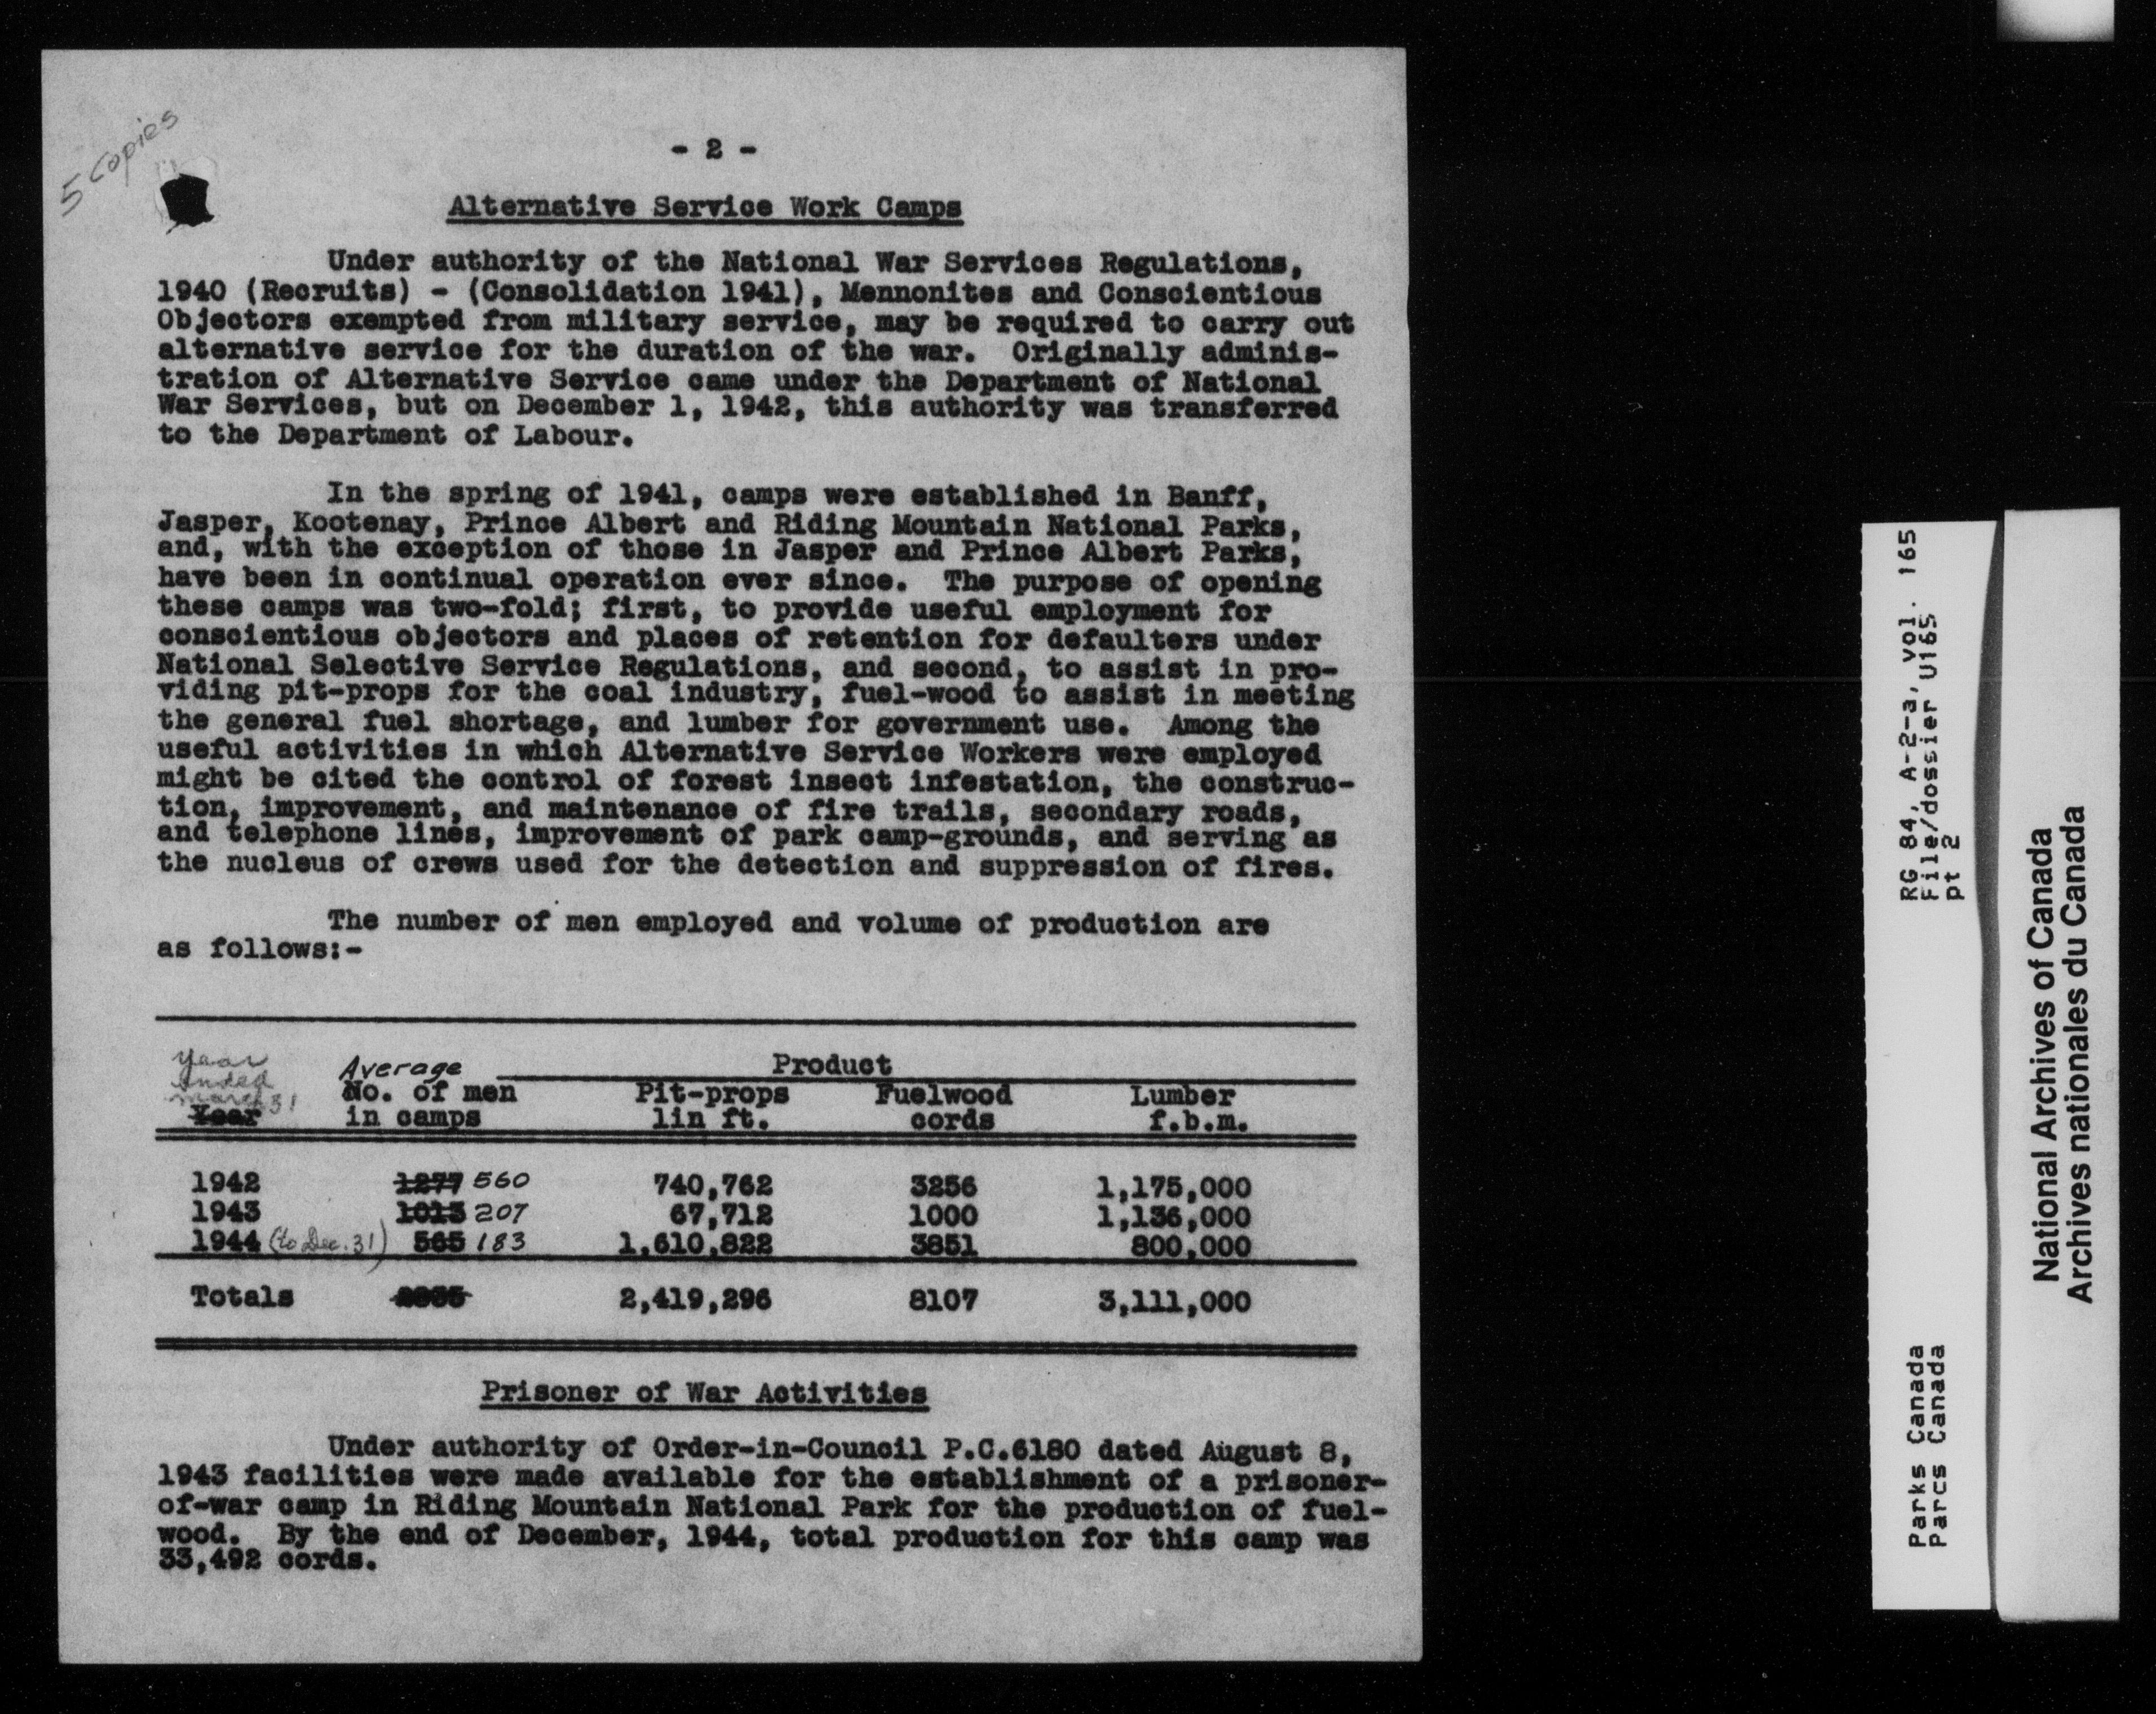 5 Copies
- 2 -
Alternative Service Work Camps
Under authority of the National War Services Regulations,
1940 (Recruits) - (Consolidation 1941), Mennonites and Conscientious
Objectors exempted from military service, may be required to carry out
alternative service for the duration of the war. Originally adminis-
tration of Alternative Service came under the Department of National
War Services, but on December 1, 1942, this authority was transferred
to the Department of Labour.
In the spring of 1941, camps were established in Banff,
Jasper, Kootenay, Prince Albert and Riding Mountain National Parks,
and, with the exception of those in Jasper and Prince Albert Parks,
have been in continual operation ever since. The purpose of opening
these camps was two-fold; first, to provide useful employment for
conscientious objectors and places of retention for defaulters under
National Selective Service Regulations, and second, to assist in pro-
viding pit-props for the coal industry, fuel-wood to assist in meeting
the general fuel shortage, and lumber for government use. Among the
useful activities in which Alternative Service Workers were employed
might be cited the control of forest insect infestation, the construc-
tion, improvement, and maintenance of fire trails, secondary roads,
and telephone lines, improvement of park camp-grounds, and serving as
the nucleus of crews used for the detection and suppression of fires.
The number of men employed and volume of production are
as follows:-
Year ended March 31
Year
Average
No. of men
in camps
Product
Pit-props
lin ft.
Fuelwood
cords
Lumber
f.b.m.
1942 1277 560 740,762 3256 1,175,000
1943 1013 207 67,712 1000 1,136,000
1944 (to Dec. 31) 565 183 1,610,822 3851 800,000
Totals 2,419,296 8107 3,111,000
Prisoner of War Activities
Under authority of Order-in-Council P.C.6180 dated August 8,
1943 facilities were made available for the establishment of a prisoner-
of-war camp in Riding Mountain National Park for the production of fuel-
wood. By the end of December, 1944, total production for this camp was
33,492 cords.
RG 84, A-2-a, vol. 165
File/dossier U165
pt 2
Parks Canada
Parcs Canada
National Archives of Canada
Archives nationales du Canada